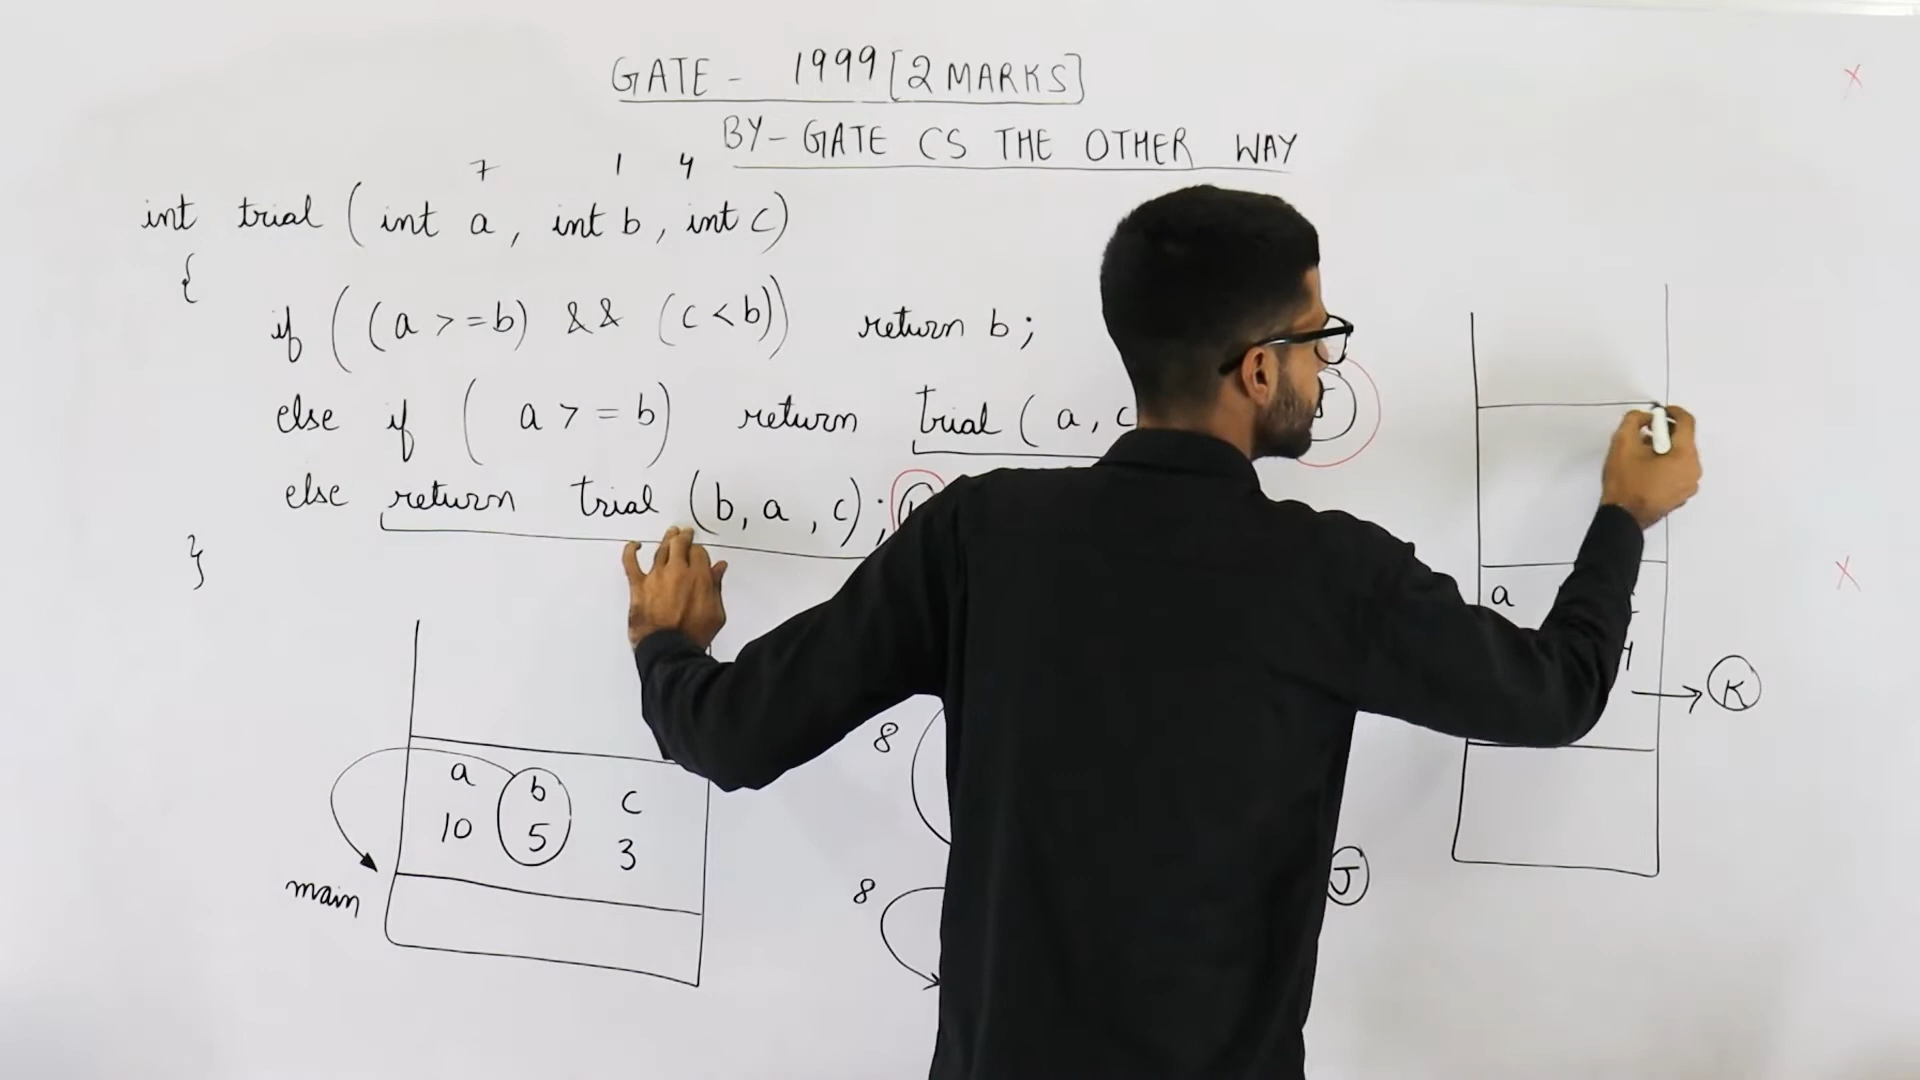 GATE - 1999 [2 MARKS]
BY - GATE CS THE OTHER WAY
7 1 4
int trial ( int a , int b , int c )
{
if ( ( a > = b ) && ( c < b ) ) return b ;
else if ( a > = b ) return trial ( a , c
else return trial ( b , a , c ) ;
}
a b c
10 5 3
main
8
8
J
a
4
K
X
X